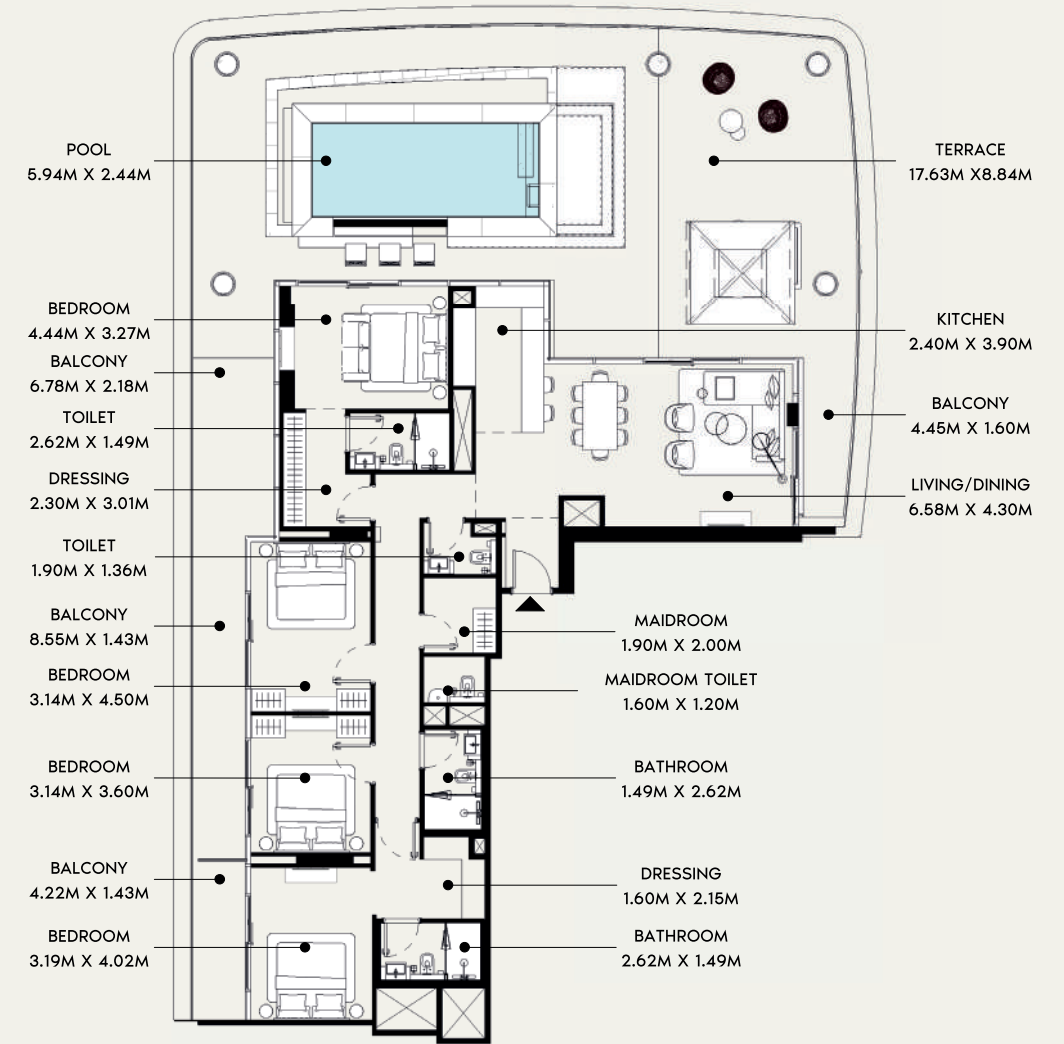 POOL
5.94M X 2.44M
TERRACE
17.63M X8.84M
BEDROOM
4.44M X 3.27M
BALCONY
6.78M X 2.18M
TOILET
2.62M X 1.49M
DRESSING
2.30M X 3.01M
TOILET
1.90M X 1.36M
BALCONY
8.55M X 1.43M
BEDROOM
3.14M X 4.50M
BEDROOM
3.14M X 3.60M
BALCONY
4.22M X 1.43M
BEDROOM
3.19M X 4.02M
KITCHEN
2.40M X 3.90M
BALCONY
4.45M X 1.60M
LIVING/DINING
6.58M X 4.30M
MAIDROOM
1.90M X 2.00M
MAIDROOM TOILET
1.60M X 1.20M
BATHROOM
1.49M X 2.62M
DRESSING
1.60M X 2.15M
BATHROOM
2.62M X 1.49M